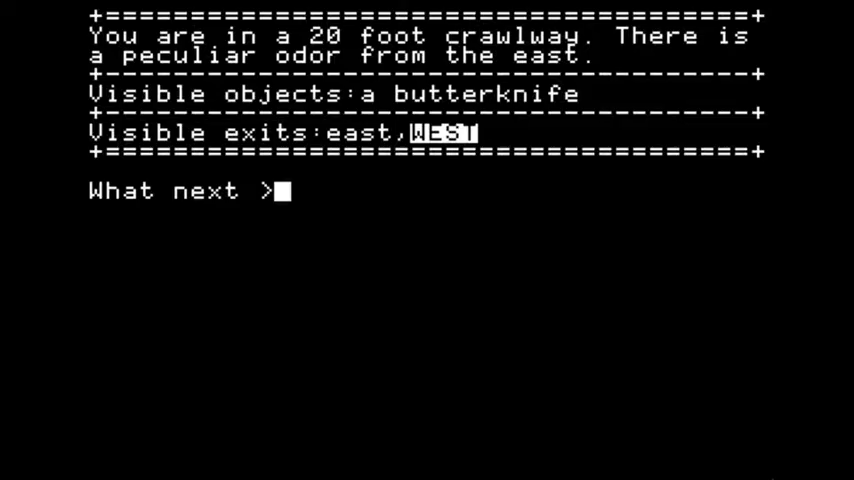 +=======================================+
You are in a 20 foot crawlway. There is
a peculiar odor from the east.
+---------------------------------------+
Visible objects:a butterknife
+---------------------------------------+
Visible exits:east,WEST
+=======================================+
What next >